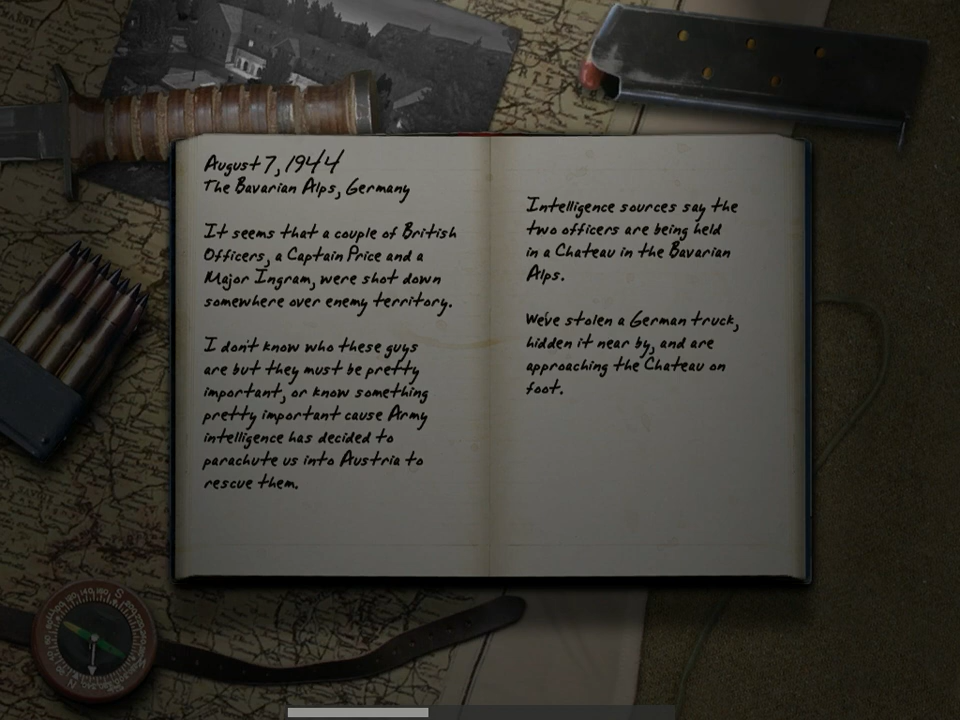 August 7, 1944
The Bavarian Alps, Germany
It seems that a couple of British
Officers, a Captain Price and a
Major Ingram, were shot down
somewhere over enemy territory.
I don't know who these guys
are but they must be pretty
important, or know something
pretty important cause Army
intelligence has decided to
parachute us into Austria to
rescue them.
Intelligence sources say the
two officers are being held
in a Chateau in the Bavarian
Alps.
We've stolen a German truck,
hidden it near by, and are
approaching the Chateau on
foot.